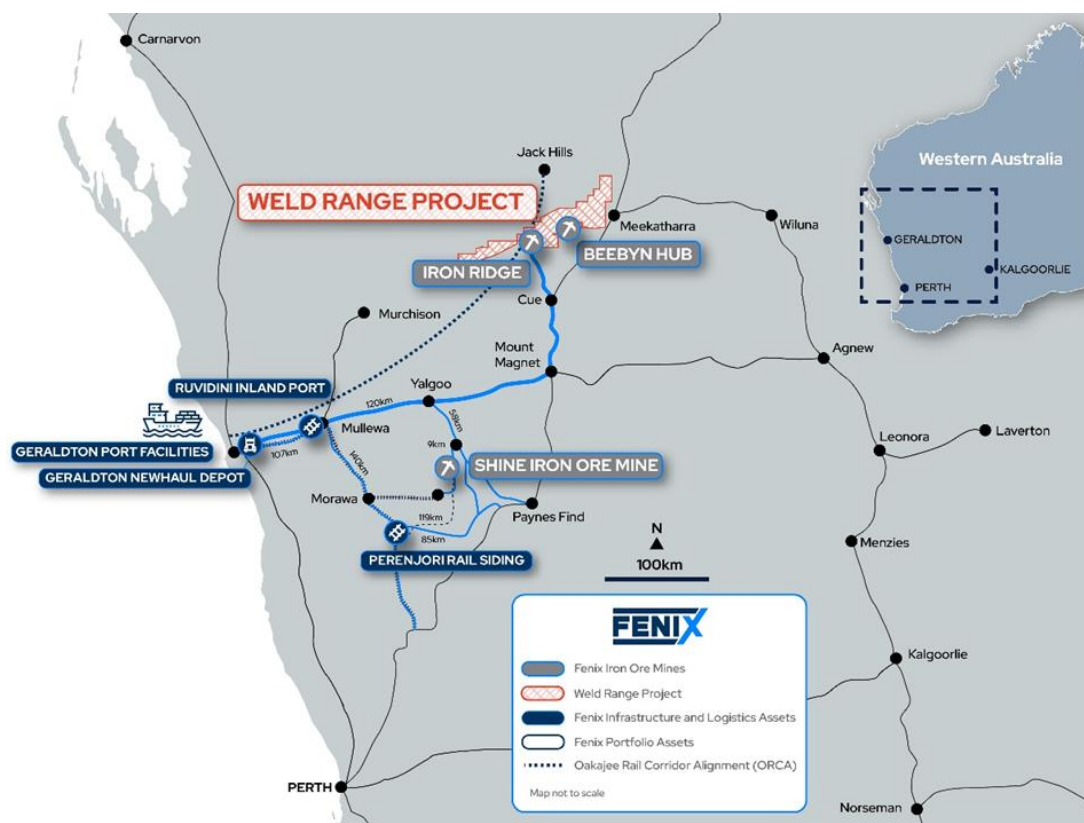 Carnarvon
Jack Hills
WELD RANGE PROJECT
Meekatharra
Wiluna
BEEBYN HUB
IRON RIDGE
Cue
Murchison
Mount
Magnet
Agnew
RUVIDINI INLAND PORT
Yalgoo
120km
58km
Mullewa
GERALDTON PORT FACILITIES
107km
GERALDTON NEWHAUL DEPOT
9km
140km
SHINE IRON ORE MINE
Leonora
Laverton
Morawa
119km
Paynes Find
85km
PERENJORI RAIL SIDING
Menzies
N
100km
Kalgoorlie
PERTH
Norseman
Western Australia
GERALDTON
KALGOORLIE
PERTH
FENIX
Fenix Iron Ore Mines
Weld Range Project
Fenix Infrastructure and Logistics Assets
Fenix Portfolio Assets
Oakajee Rail Corridor Alignment (ORCA)
Map not to scale